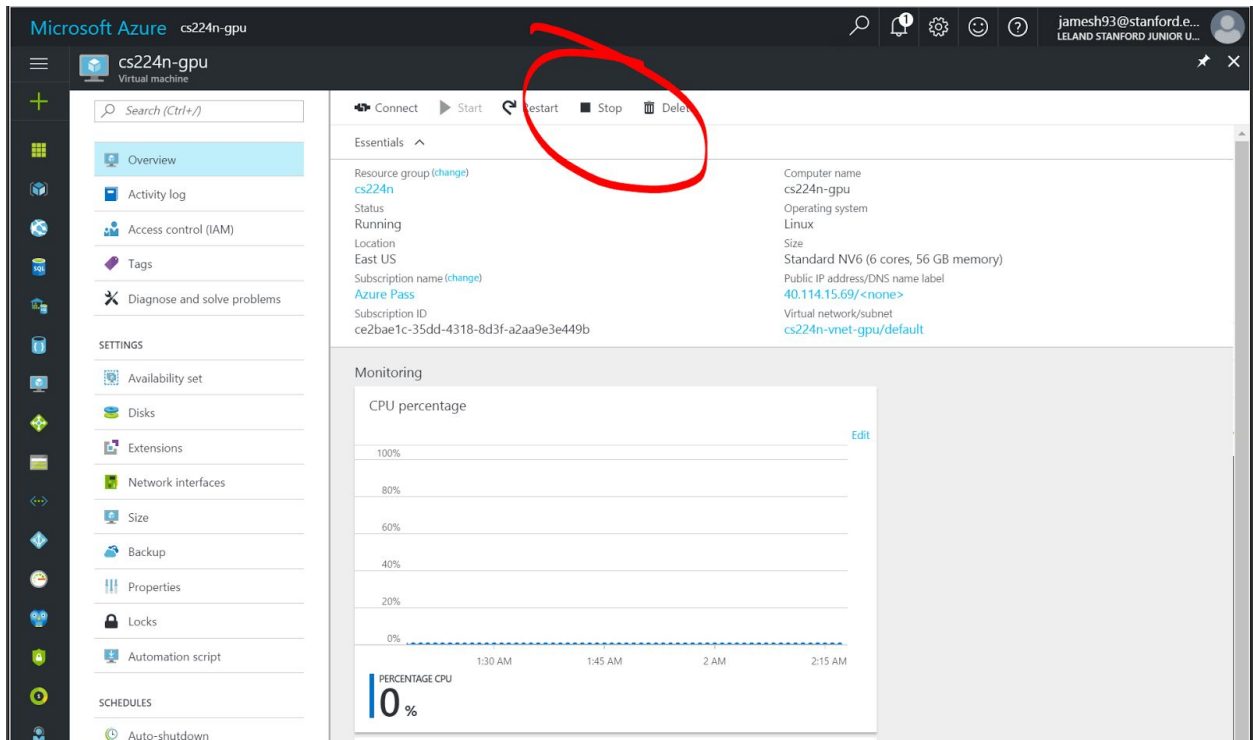 Microsoft Azure cs224n-gpu
1
jamesh93@stanford.e...
LELAND STANFORD JUNIOR U...
cs224n-gpu
Virtual machine
Search (Ctrl+/)
Overview
Activity log
Access control (IAM)
Tags
Diagnose and solve problems
SETTINGS
Availability set
Disks
Extensions
Network interfaces
Size
Backup
Properties
Locks
Automation script
SCHEDULES
Auto-shutdown
Connect Start Restart Stop Delete
Essentials
Resource group (change)
cs224n
Status
Running
Location
East US
Subscription name (change)
Azure Pass
Subscription ID
ce2bae1c-35dd-4318-8d3f-a2aa9e3e449b
Computer name
cs224n-gpu
Operating system
Linux
Size
Standard NV6 (6 cores, 56 GB memory)
Public IP address/DNS name label
40.114.15.69/<none>
Virtual network/subnet
cs224n-vnet-gpu/default
Monitoring
CPU percentage
Edit
100%
80%
60%
40%
20%
0%
1:30 AM 1:45 AM 2 AM 2:15 AM
PERCENTAGE CPU
0 %